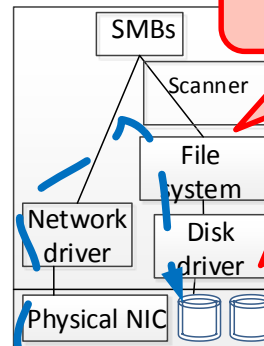 SMBs
Scanner
File
system
Network
driver
Disk
driver
Physical NIC